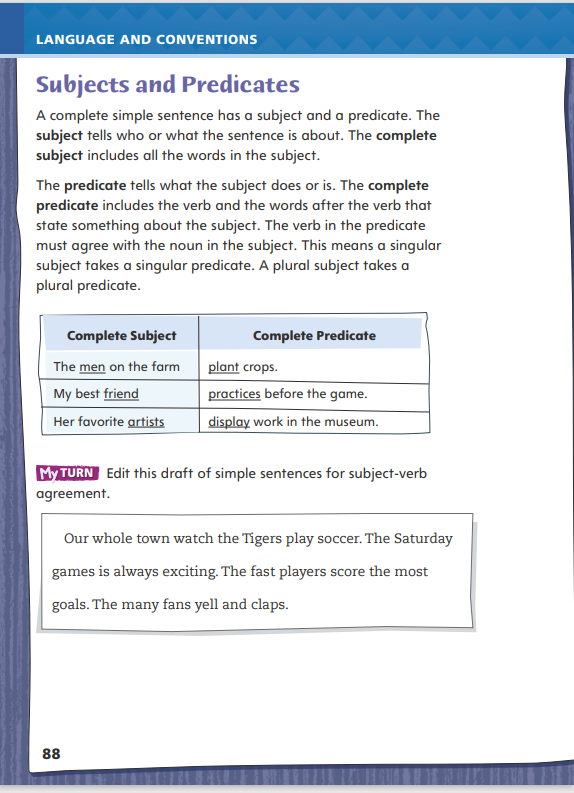 LANGUAGE AND CONVENTIONS
Subjects and Predicates
A complete simple sentence has a subject and a predicate. The
subject tells who or what the sentence is about. The complete
subject includes all the words in the subject.
The predicate tells what the subject does or is. The complete
predicate includes the verb and the words after the verb that
state something about the subject. The verb in the predicate
must agree with the noun in the subject. This means a singular
subject takes a singular predicate. A plural subject takes a
plural predicate.
Complete Subject Complete Predicate
The men on the farm plant crops.
My best friend practices before the game.
Her favorite artists display work in the museum.
My TURN Edit this draft of simple sentences for subject-verb
agreement.
Our whole town watch the Tigers play soccer. The Saturday
games is always exciting. The fast players score the most
goals. The many fans yell and claps.
88